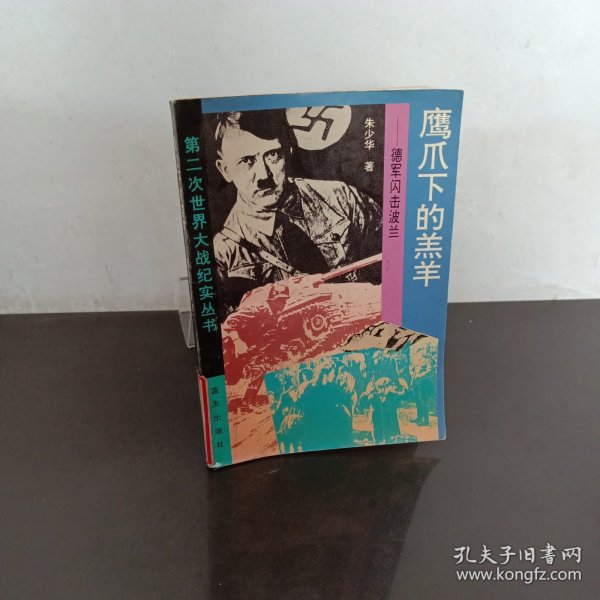 鹰爪下的羔羊
——德军闪击波兰
朱少华 著
第二次世界大战纪实丛书
蓝天出版社
孔夫子旧书网
www.kongfz.com